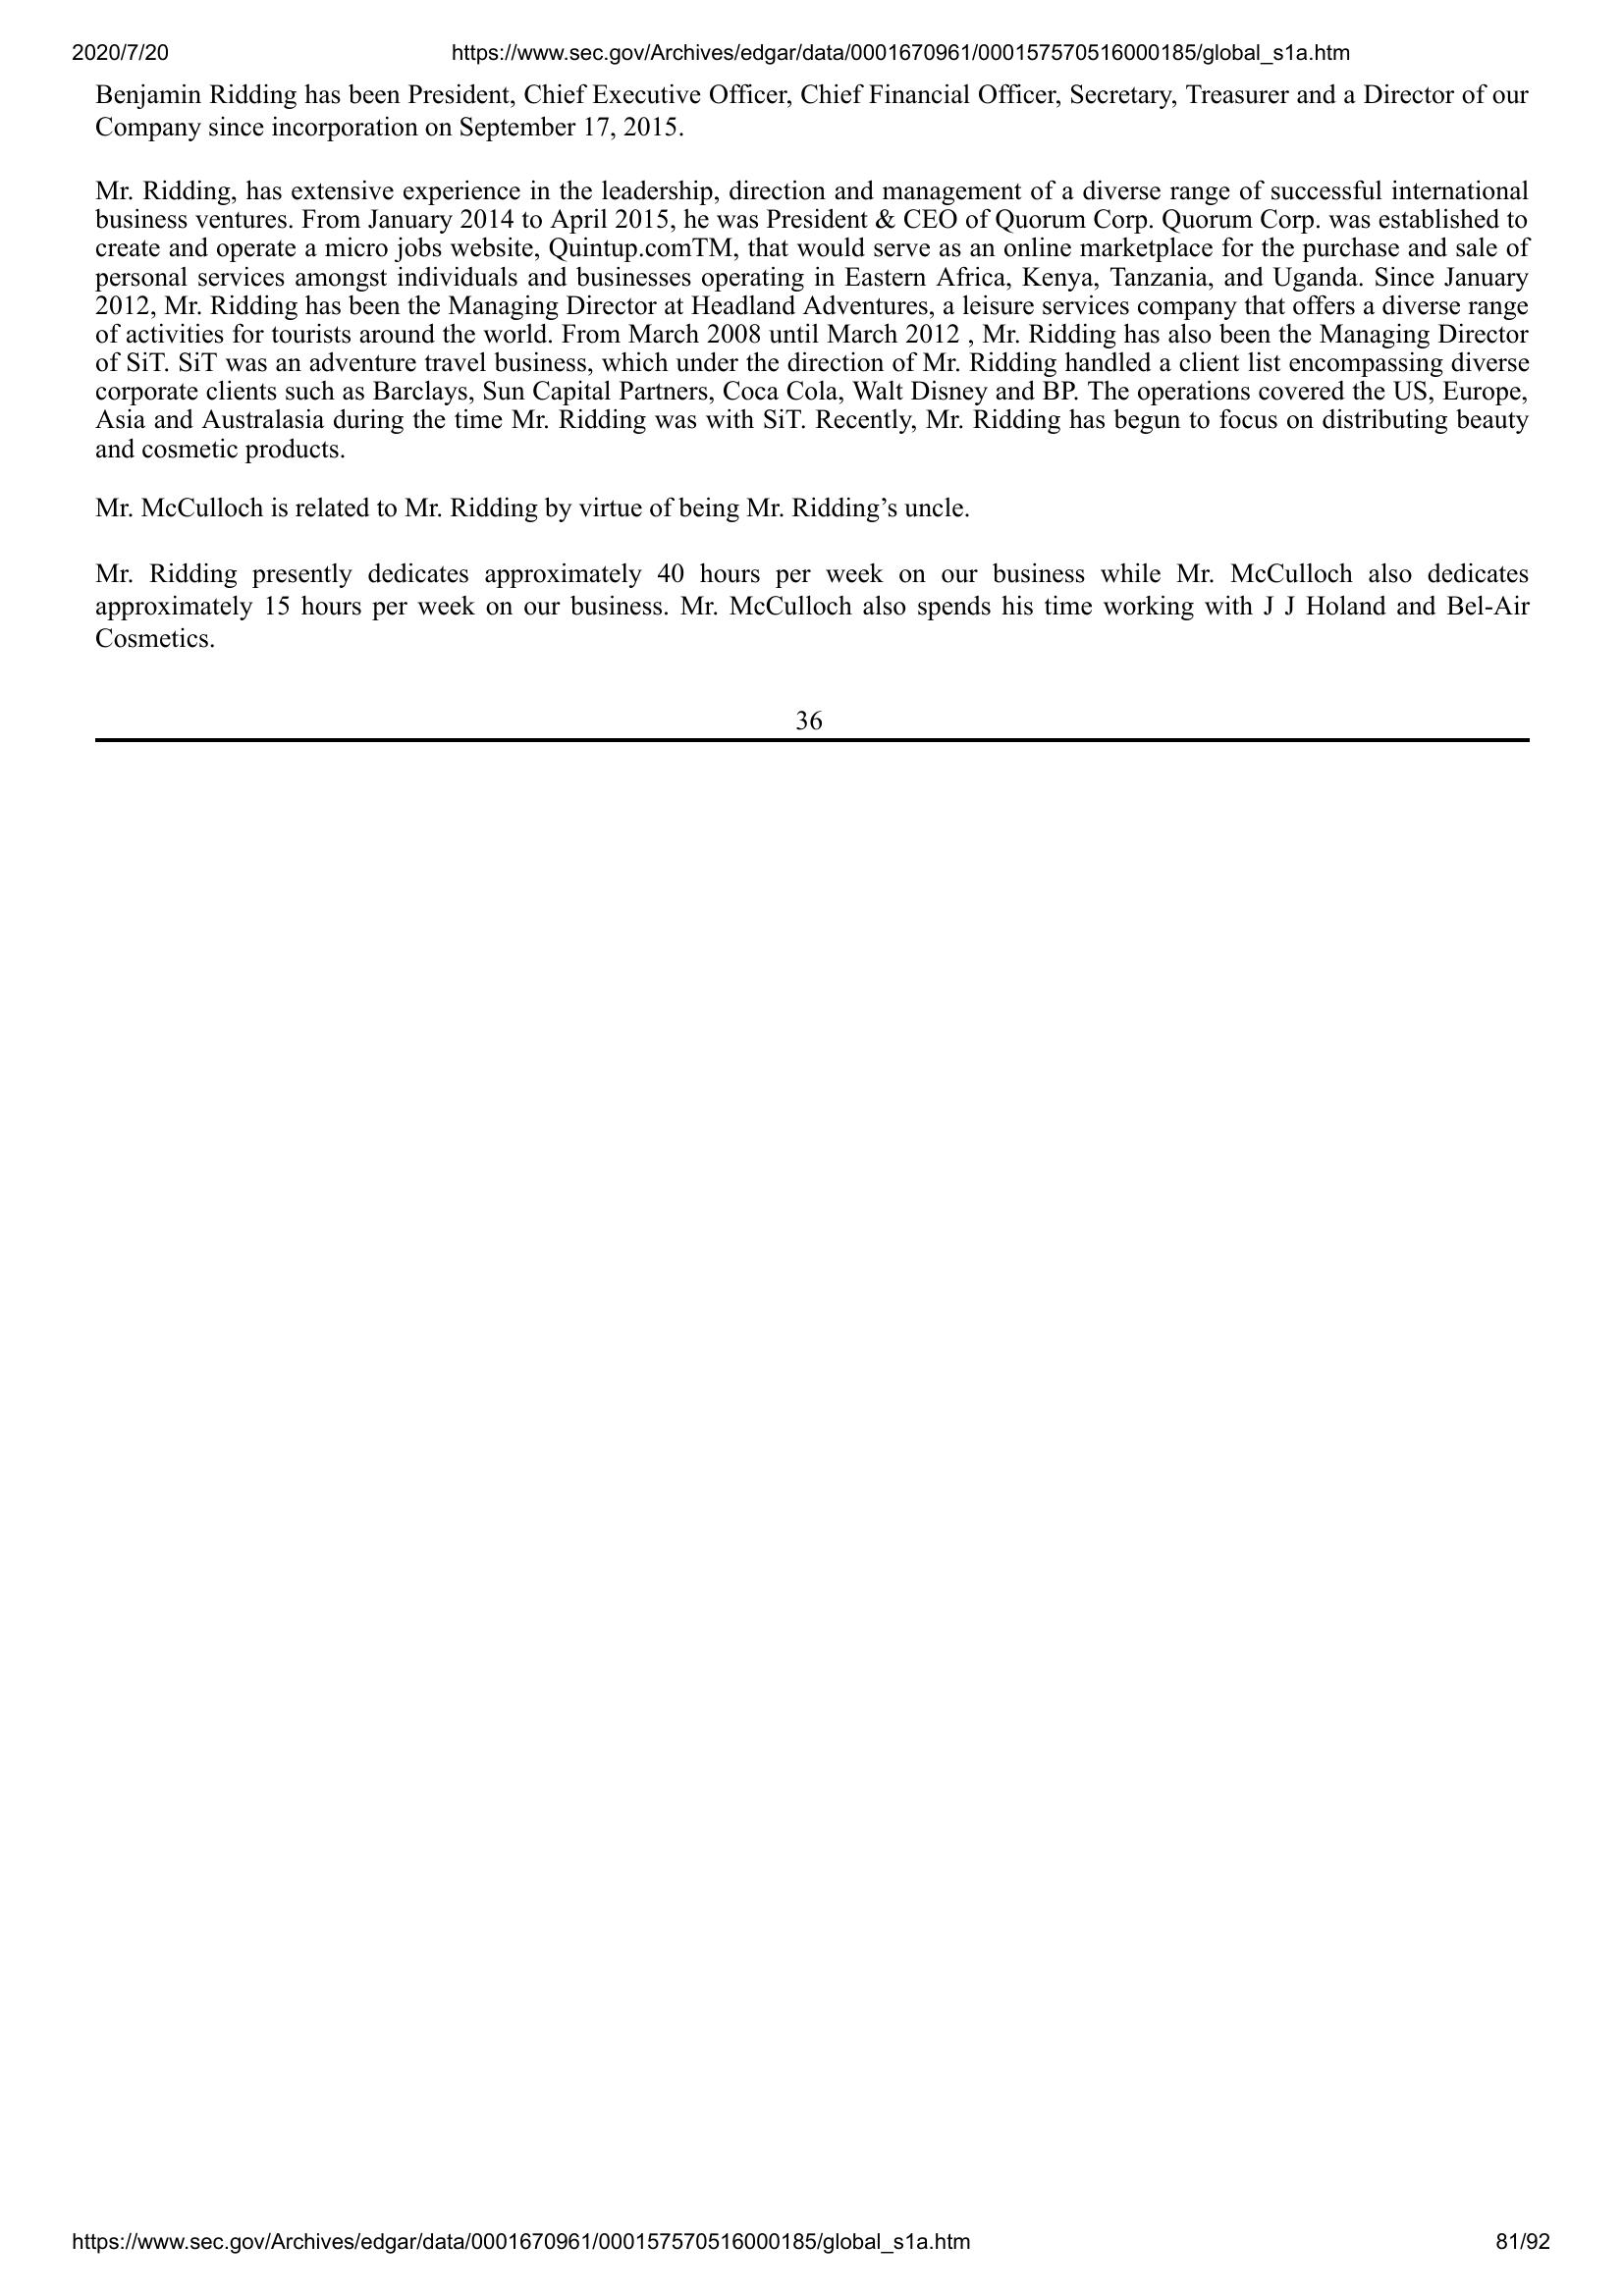 2020/7/20 https://www.sec.gov/Archives/edgar/data/0001670961/000157570516000185/global_s1a.htm
Benjamin Ridding has been President, Chief Executive Officer, Chief Financial Officer, Secretary, Treasurer and a Director of our
Company since incorporation on September 17, 2015.
Mr. Ridding, has extensive experience in the leadership, direction and management of a diverse range of successful international
business ventures. From January 2014 to April 2015, he was President & CEO of Quorum Corp. Quorum Corp. was established to
create and operate a micro jobs website, Quintup.comTM, that would serve as an online marketplace for the purchase and sale of
personal services amongst individuals and businesses operating in Eastern Africa, Kenya, Tanzania, and Uganda. Since January
2012, Mr. Ridding has been the Managing Director at Headland Adventures, a leisure services company that offers a diverse range
of activities for tourists around the world. From March 2008 until March 2012 , Mr. Ridding has also been the Managing Director
of SiT. SiT was an adventure travel business, which under the direction of Mr. Ridding handled a client list encompassing diverse
corporate clients such as Barclays, Sun Capital Partners, Coca Cola, Walt Disney and BP. The operations covered the US, Europe,
Asia and Australasia during the time Mr. Ridding was with SiT. Recently, Mr. Ridding has begun to focus on distributing beauty
and cosmetic products.
Mr. McCulloch is related to Mr. Ridding by virtue of being Mr. Ridding’s uncle.
Mr. Ridding presently dedicates approximately 40 hours per week on our business while Mr. McCulloch also dedicates
approximately 15 hours per week on our business. Mr. McCulloch also spends his time working with J J Holand and Bel-Air
Cosmetics.
36
https://www.sec.gov/Archives/edgar/data/0001670961/000157570516000185/global_s1a.htm 81/92